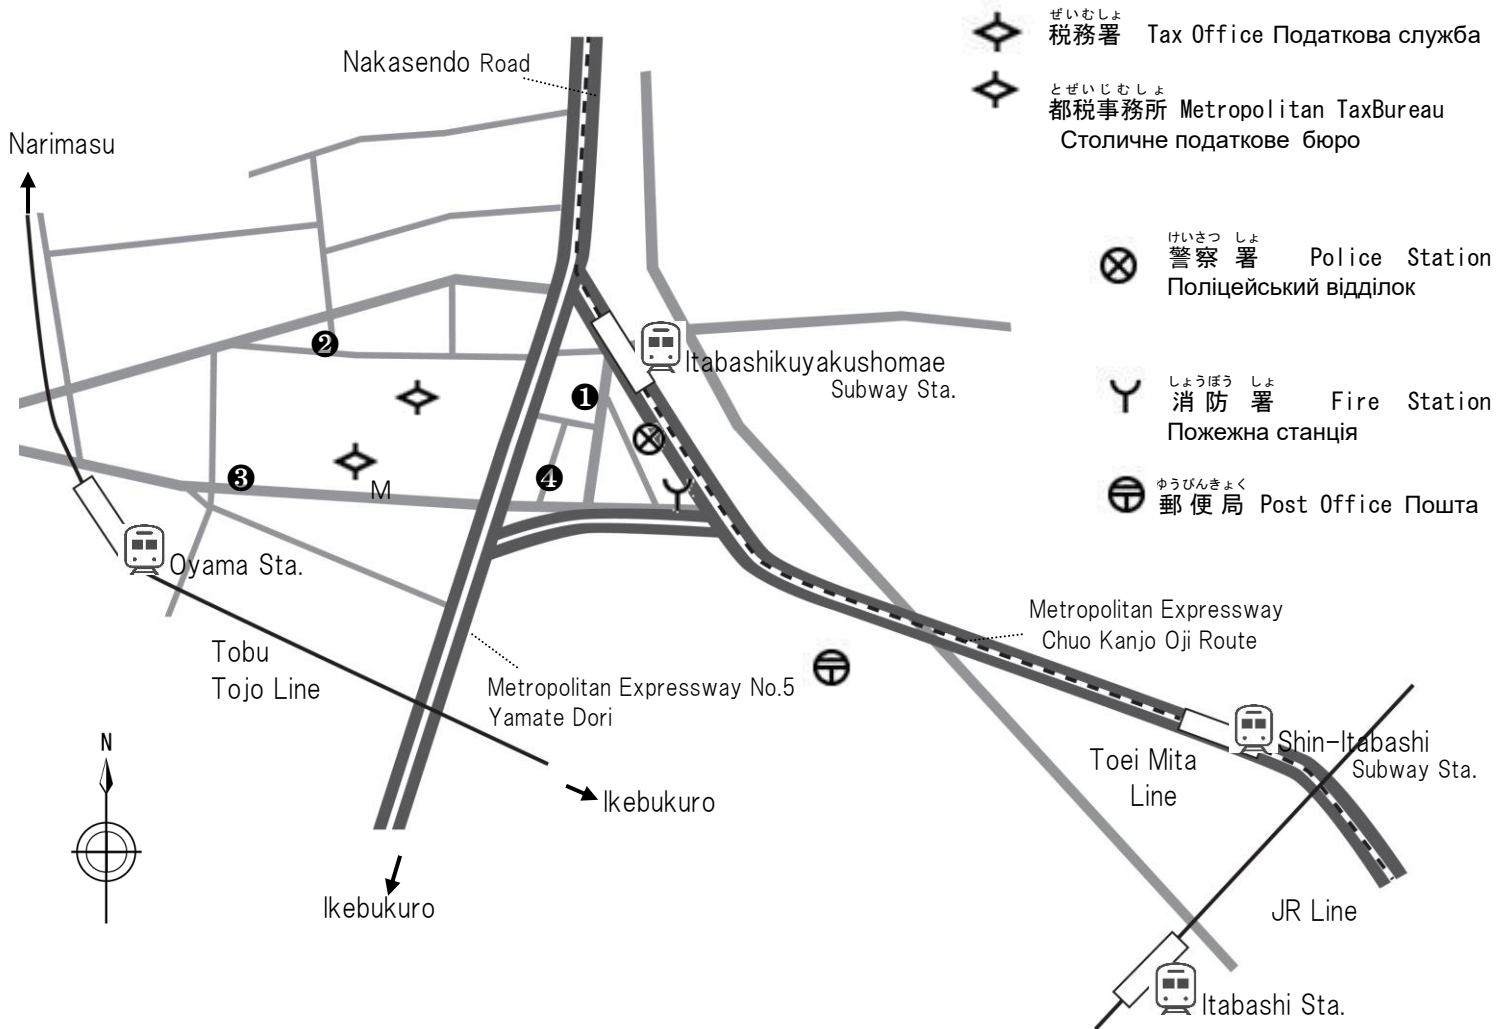 ぜいむしょ
税務署 Tax Office Податкова служба
とぜいじむしょ
都税事務所 Metropolitan TaxBureau
Столичне податкове бюро
けいさつ しょ
警察 署 Police Station
Поліцейський відділок
しょうぼう しょ
消防 署 Fire Station
Пожежна станція
ゆうびんきょく
郵便局 Post Office Пошта
Nakasendo Road
Narimasu
❷
Itabashikuyakushomae
Subway Sta.
❶
❸
M
❹
Oyama Sta.
Tobu
Tojo Line
Metropolitan Expressway
Chuo Kanjo Oji Route
Metropolitan Expressway No.5
Yamate Dori
N
Shin-Itabashi
Subway Sta.
Toei Mita
Line
Ikebukuro
Ikebukuro
JR Line
Itabashi Sta.